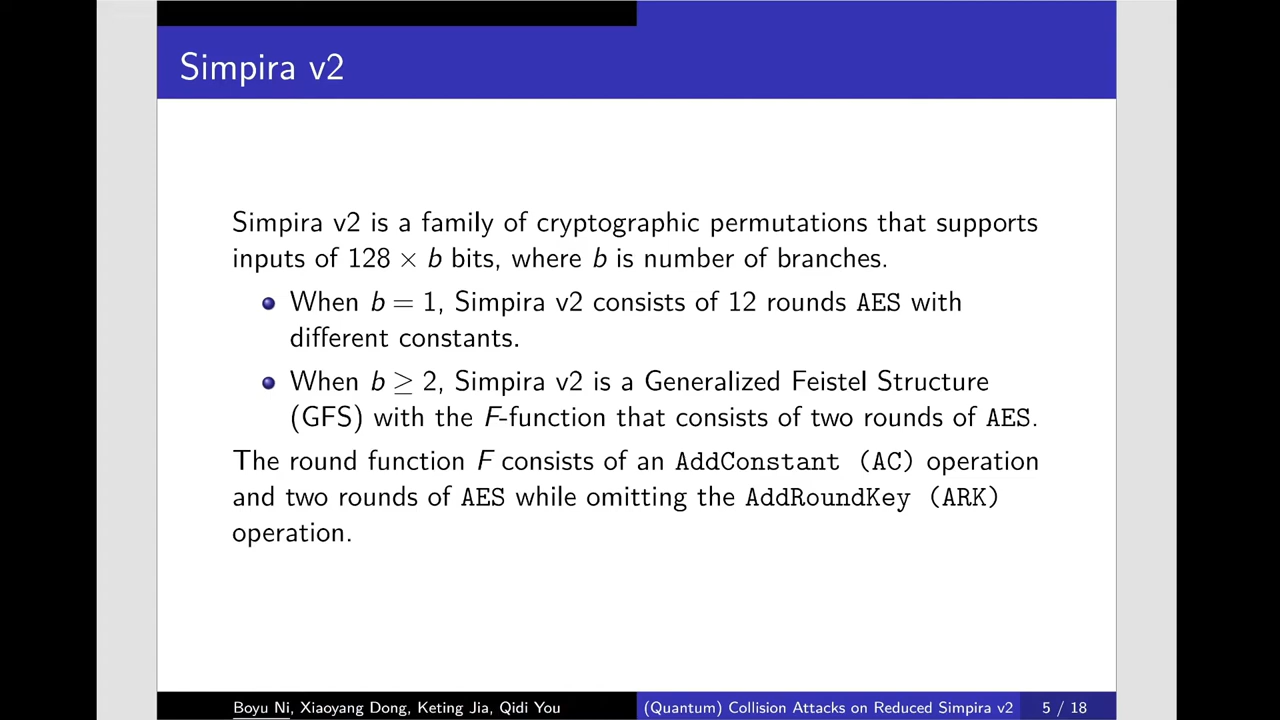 Simpira v2
Simpira v2 is a family of cryptographic permutations that supports
inputs of 128 × b bits, where b is number of branches.
When b = 1, Simpira v2 consists of 12 rounds AES with
different constants.
When b ≥ 2, Simpira v2 is a Generalized Feistel Structure
(GFS) with the F-function that consists of two rounds of AES.
The round function F consists of an AddConstant (AC) operation
and two rounds of AES while omitting the AddRoundKey (ARK)
operation.
Boyu Ni, Xiaoyang Dong, Keting Jia, Qidi You (Quantum) Collision Attacks on Reduced Simpira v2 5 / 18